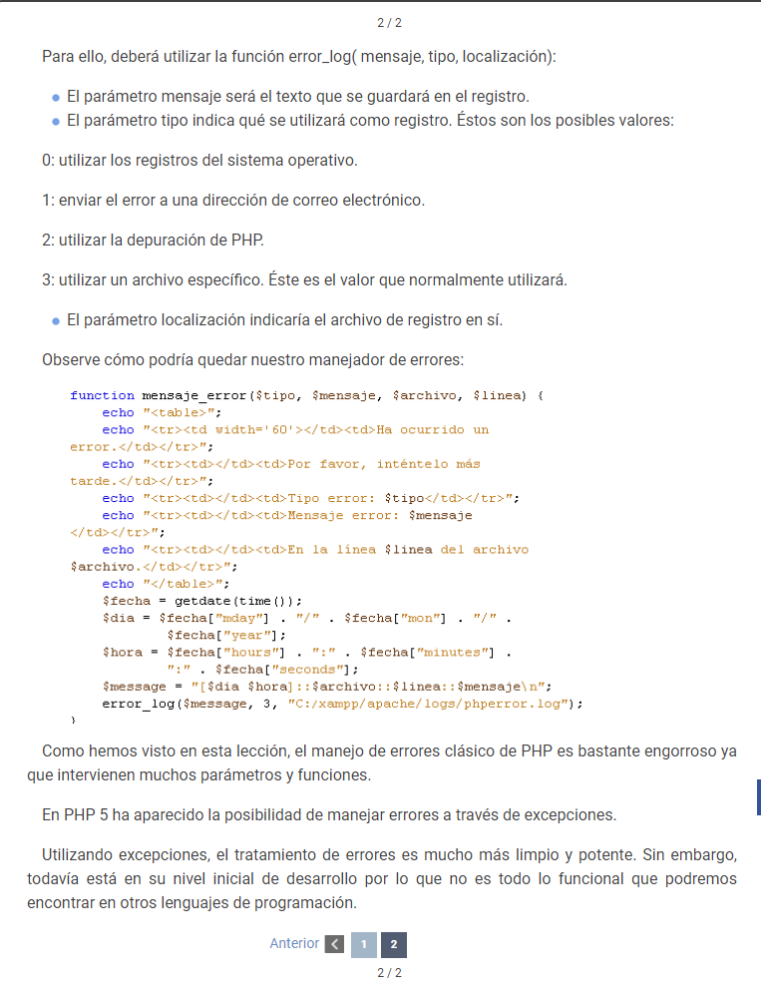 2 / 2
Para ello, deberá utilizar la función error_log( mensaje, tipo, localización):
El parámetro mensaje será el texto que se guardará en el registro.
El parámetro tipo indica qué se utilizará como registro. Éstos son los posibles valores:
0: utilizar los registros del sistema operativo.
1: enviar el error a una dirección de correo electrónico.
2: utilizar la depuración de PHP.
3: utilizar un archivo específico. Éste es el valor que normalmente utilizará.
El parámetro localización indicaría el archivo de registro en sí.
Observe cómo podría quedar nuestro manejador de errores:
function mensaje_error($tipo, $mensaje, $archivo, $linea) {
    echo "<table>";
    echo "<tr><td width='60'></td><td>Ha ocurrido un
error.</td></tr>";
    echo "<tr><td></td><td>Por favor, inténtelo más
tarde.</td></tr>";
    echo "<tr><td></td><td>Tipo error: $tipo</td></tr>";
    echo "<tr><td></td><td>Mensaje error: $mensaje
</td></tr>";
    echo "<tr><td></td><td>En la línea $linea del archivo
$archivo.</td></tr>";
    echo "</table>";
    $fecha = getdate(time());
    $dia = $fecha["mday"] . "/" . $fecha["mon"] . "/" .
            $fecha["year"];
    $hora = $fecha["hours"] . ":" . $fecha["minutes"] .
            ":" . $fecha["seconds"];
    $message = "[$dia $hora]::$archivo::$linea::$mensaje\n";
    error_log($message, 3, "C:/xampp/apache/logs/phperror.log");
}
Como hemos visto en esta lección, el manejo de errores clásico de PHP es bastante engorroso ya
que intervienen muchos parámetros y funciones.
En PHP 5 ha aparecido la posibilidad de manejar errores a través de excepciones.
Utilizando excepciones, el tratamiento de errores es mucho más limpio y potente. Sin embargo,
todavía está en su nivel inicial de desarrollo por lo que no es todo lo funcional que podremos
encontrar en otros lenguajes de programación.
Anterior < 1 2
2 / 2